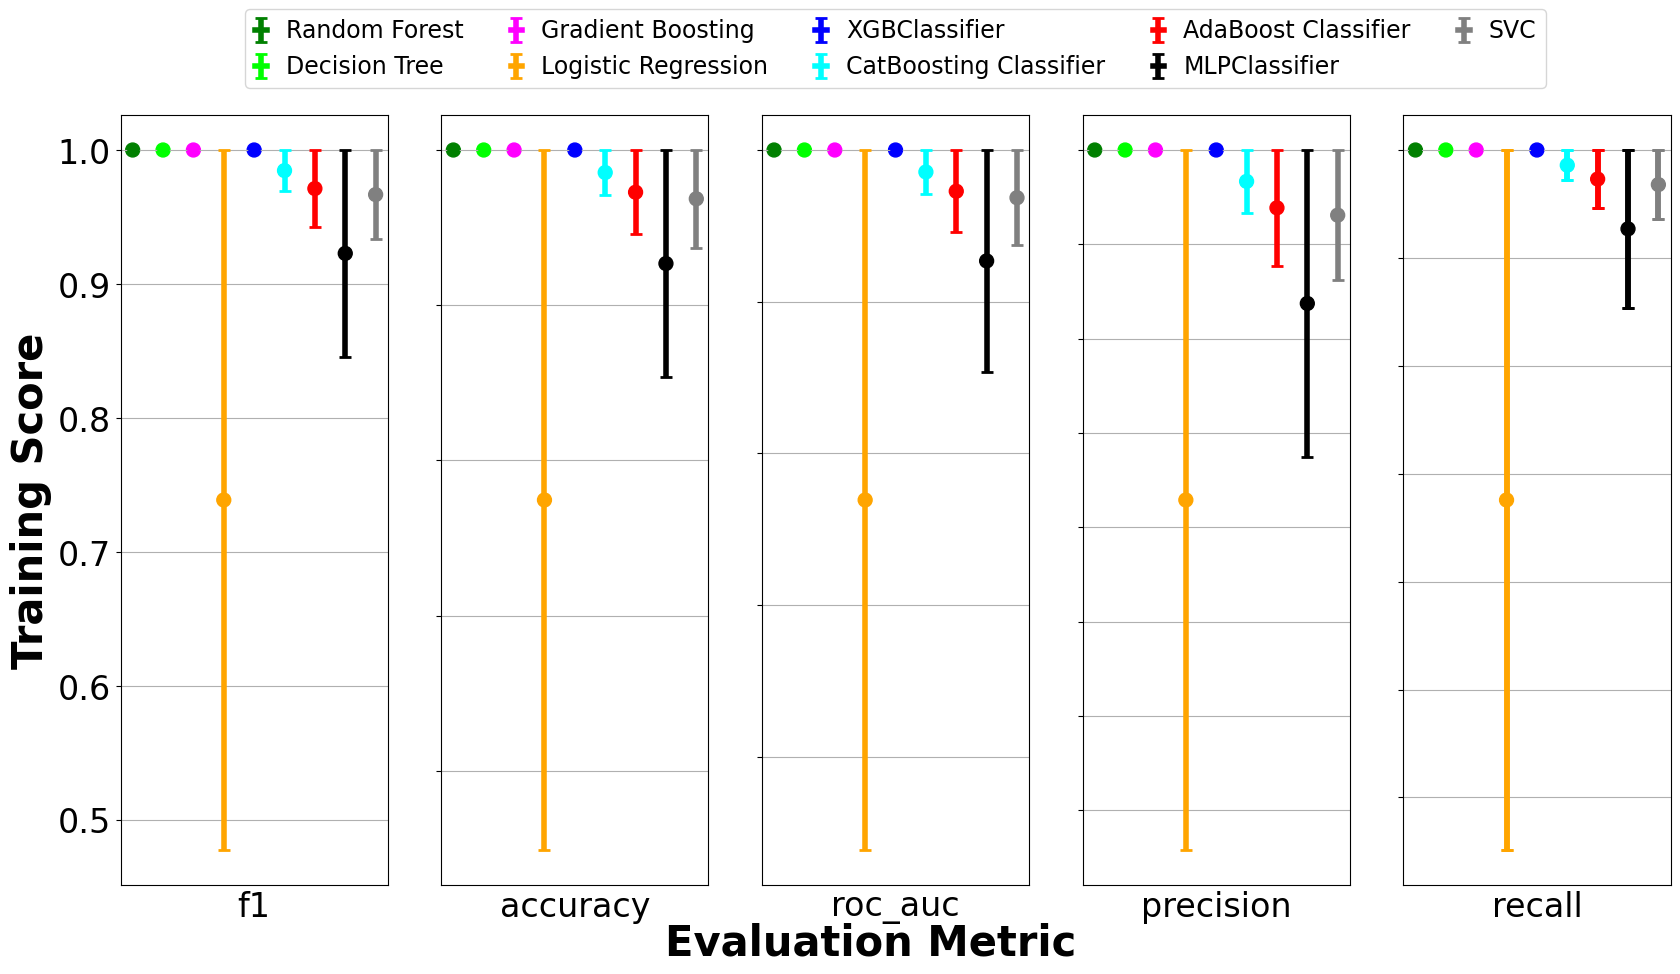 Random Forest
Decision Tree
Gradient Boosting
Logistic Regression
XGBClassifier
CatBoosting Classifier
AdaBoost Classifier
MLPClassifier
SVC
Training Score
1.0
0.9
0.8
0.7
0.6
0.5
f1
accuracy
roc_auc
precision
recall
Evaluation Metric